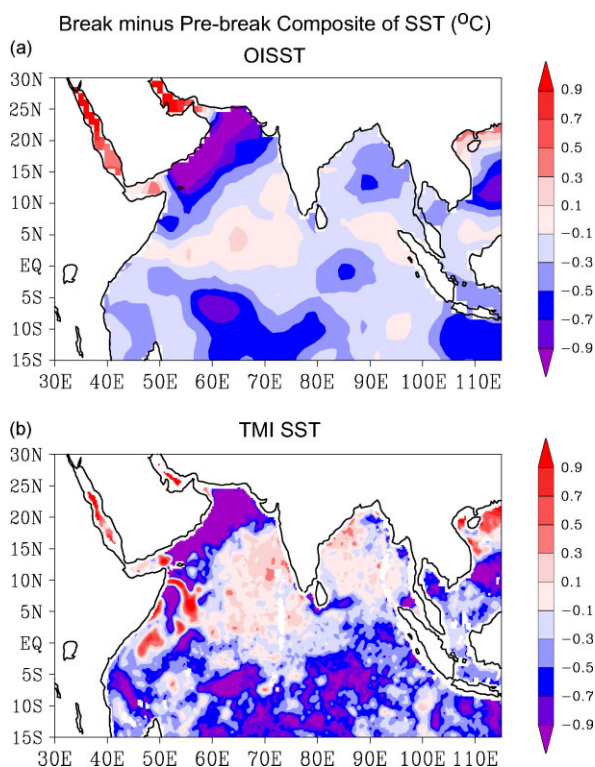 Break minus Pre-break Composite of SST (⁰C)
(a)
OISST
30N
25N
20N
15N
10N
5N
EQ
5S
10S
15S
30E 40E 50E 60E 70E 80E 90E 100E 110E
0.9
0.7
0.5
0.3
0.1
−0.1
−0.3
−0.5
−0.7
−0.9
(b)
TMI SST
30N
25N
20N
15N
10N
5N
EQ
5S
10S
15S
30E 40E 50E 60E 70E 80E 90E 100E 110E
0.9
0.7
0.5
0.3
0.1
−0.1
−0.3
−0.5
−0.7
−0.9